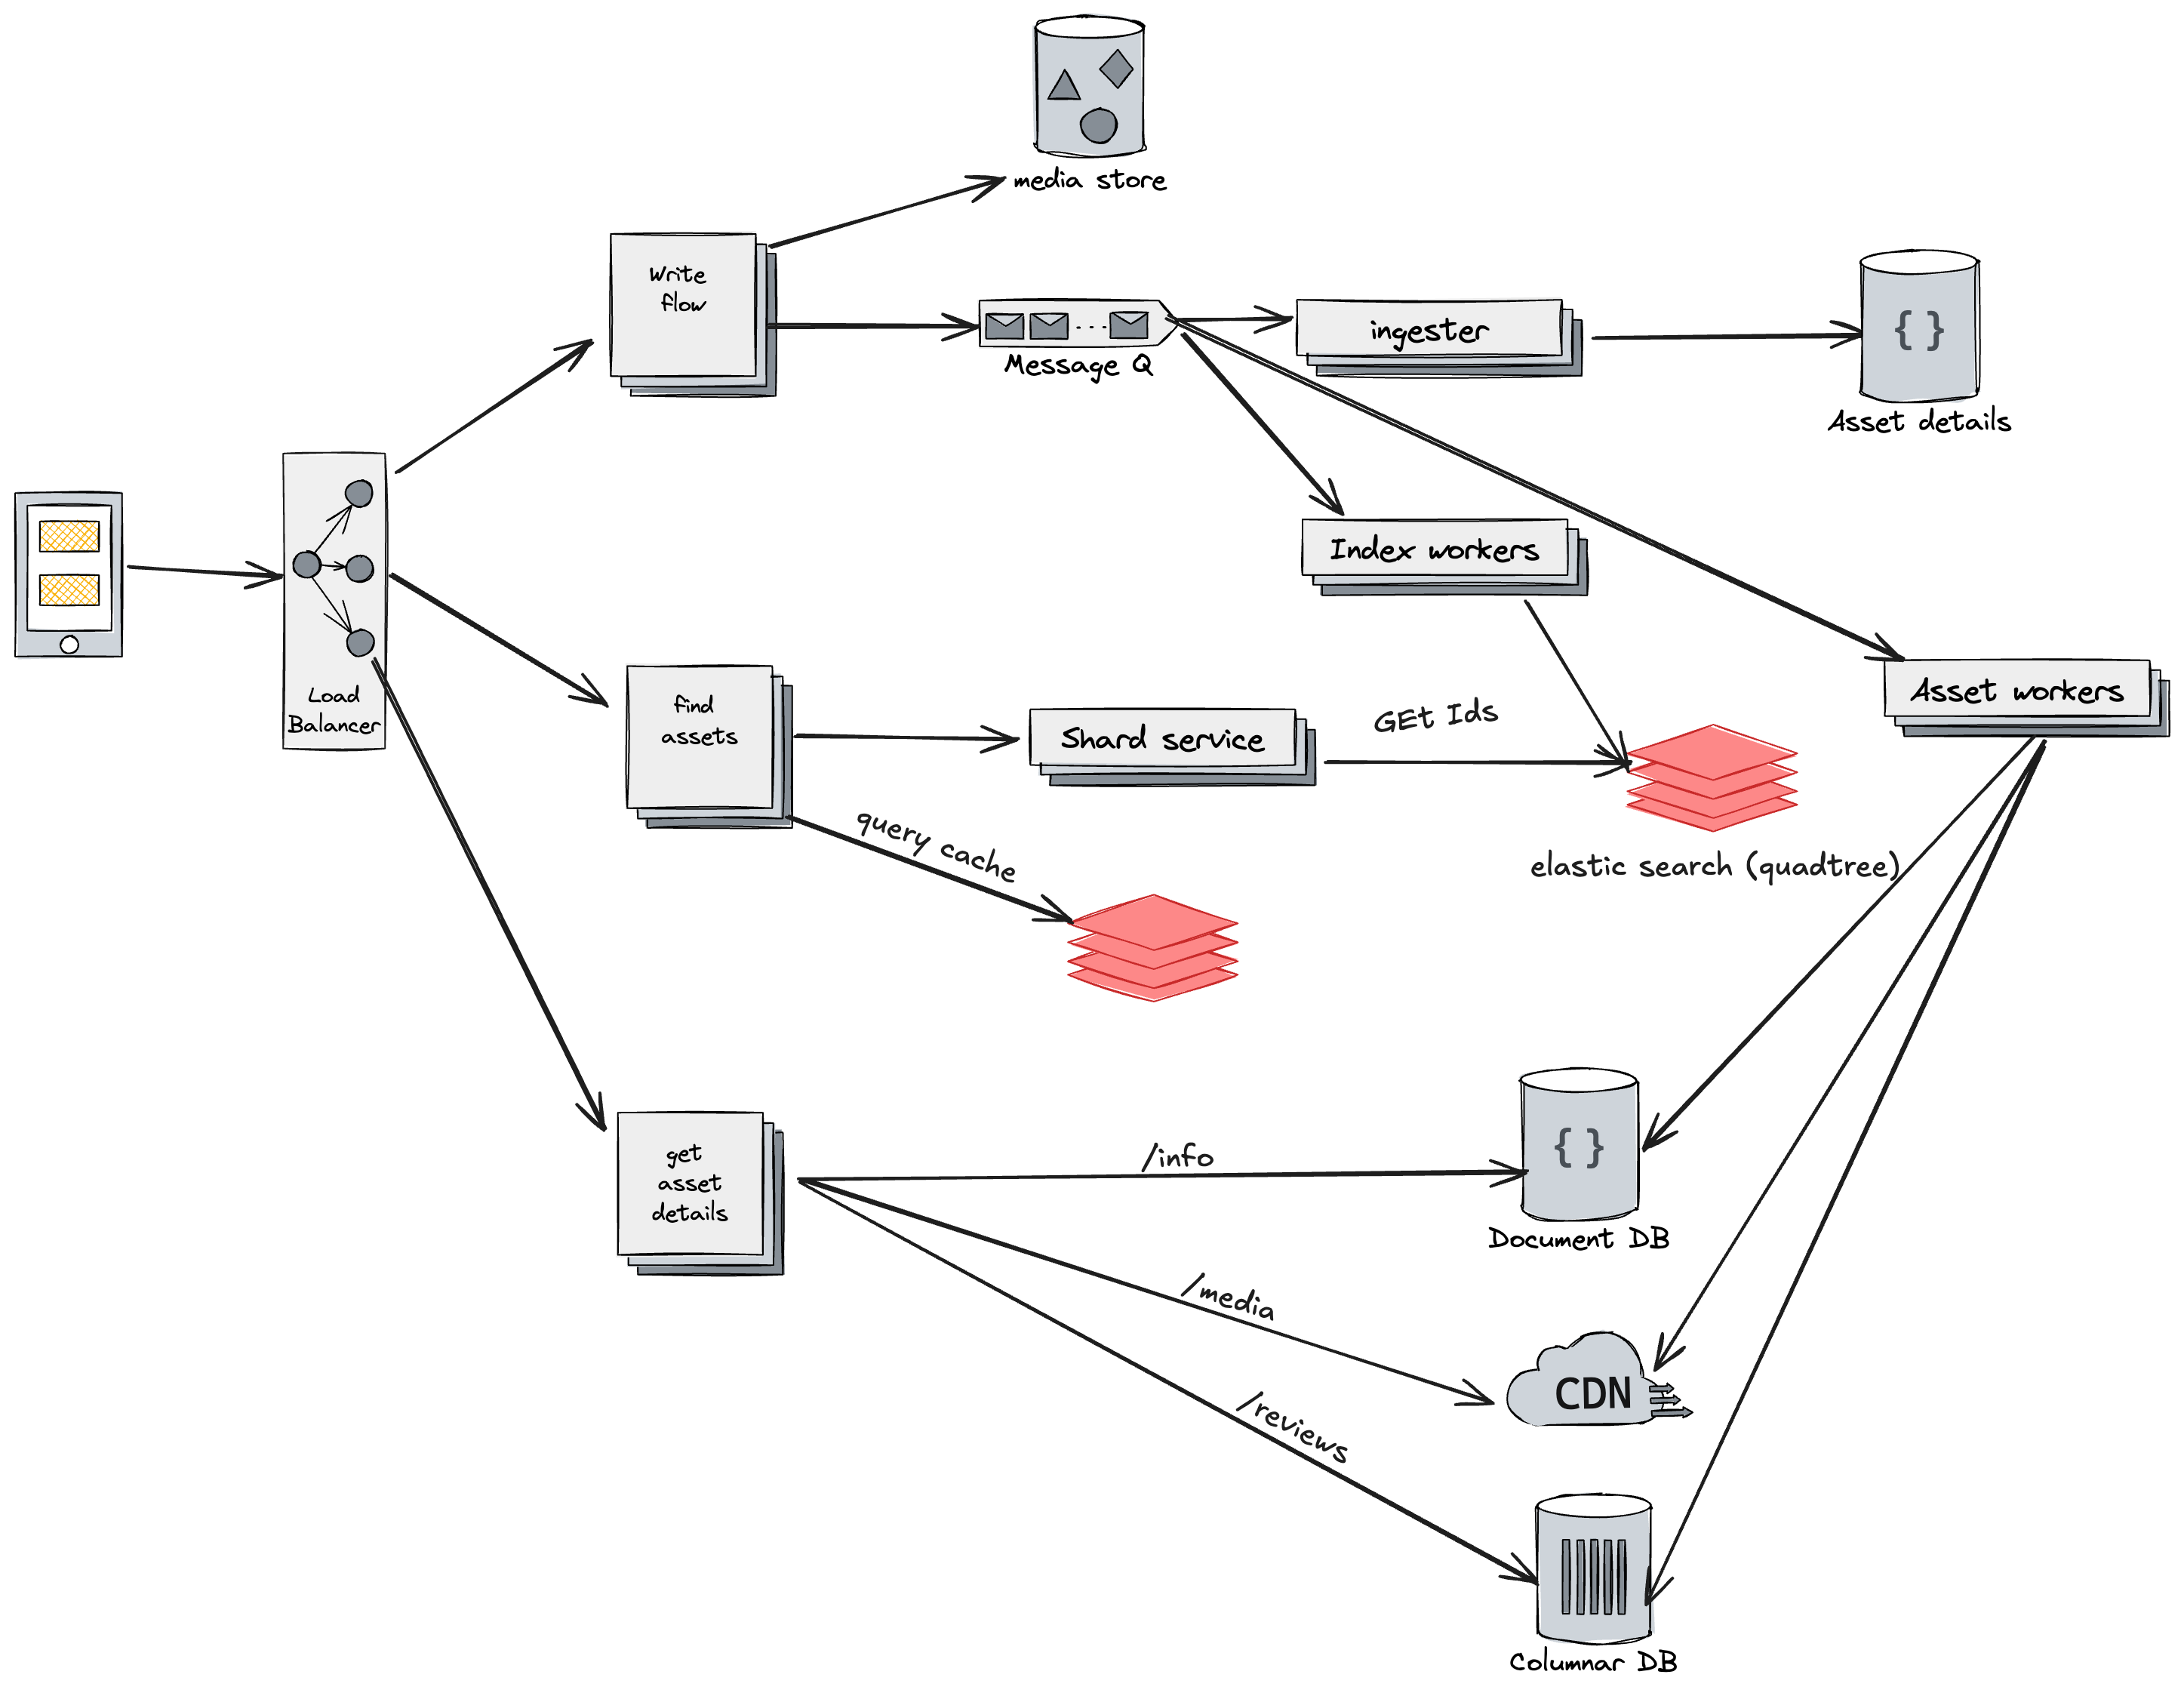 media store
Write
flow
{ }
ingester
Message Q
Asset details
Index workers
Load
Balancer
find
assets
Shard service
GEt Ids
Asset workers
query cache
elastic search (quadtree)
get
asset
details
/info
{ }
Document DB
/media
CDN
/reviews
Columnar DB